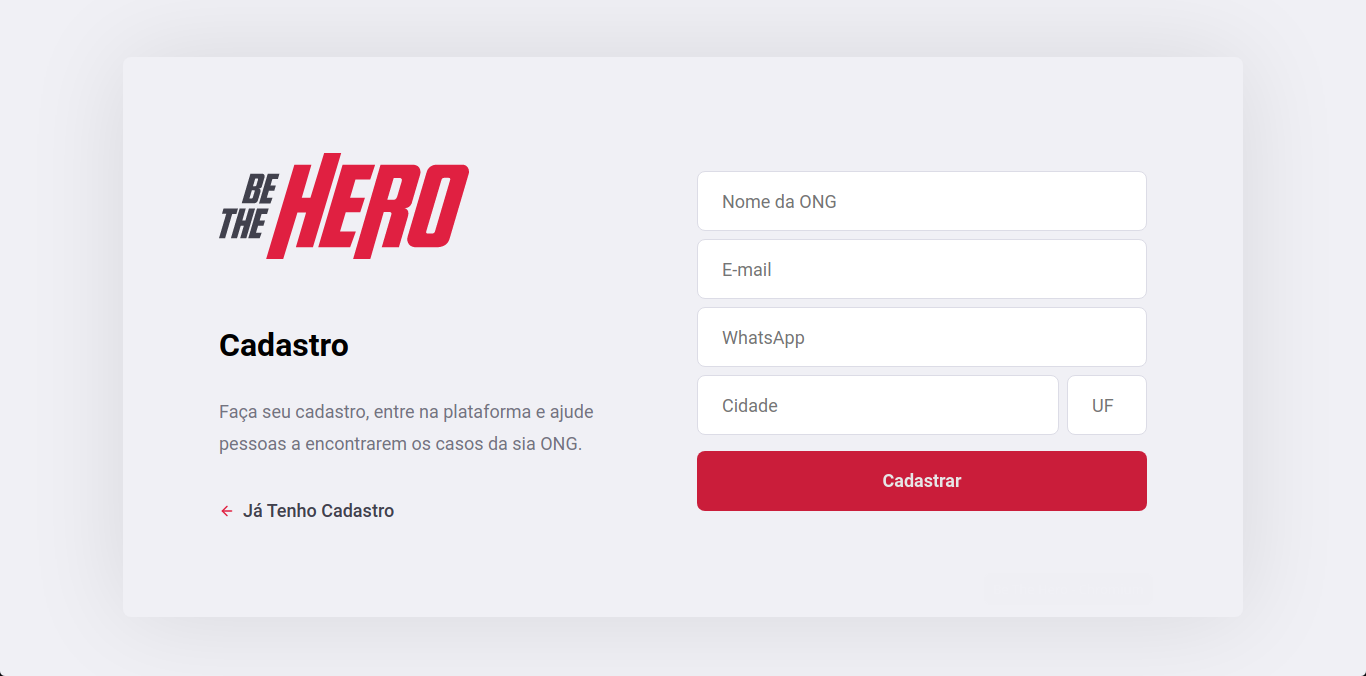 BE
THE
HERO
Cadastro
Faça seu cadastro, entre na plataforma e ajude
pessoas a encontrarem os casos da sia ONG.
Já Tenho Cadastro
Nome da ONG
E-mail
WhatsApp
Cidade
UF
Cadastrar